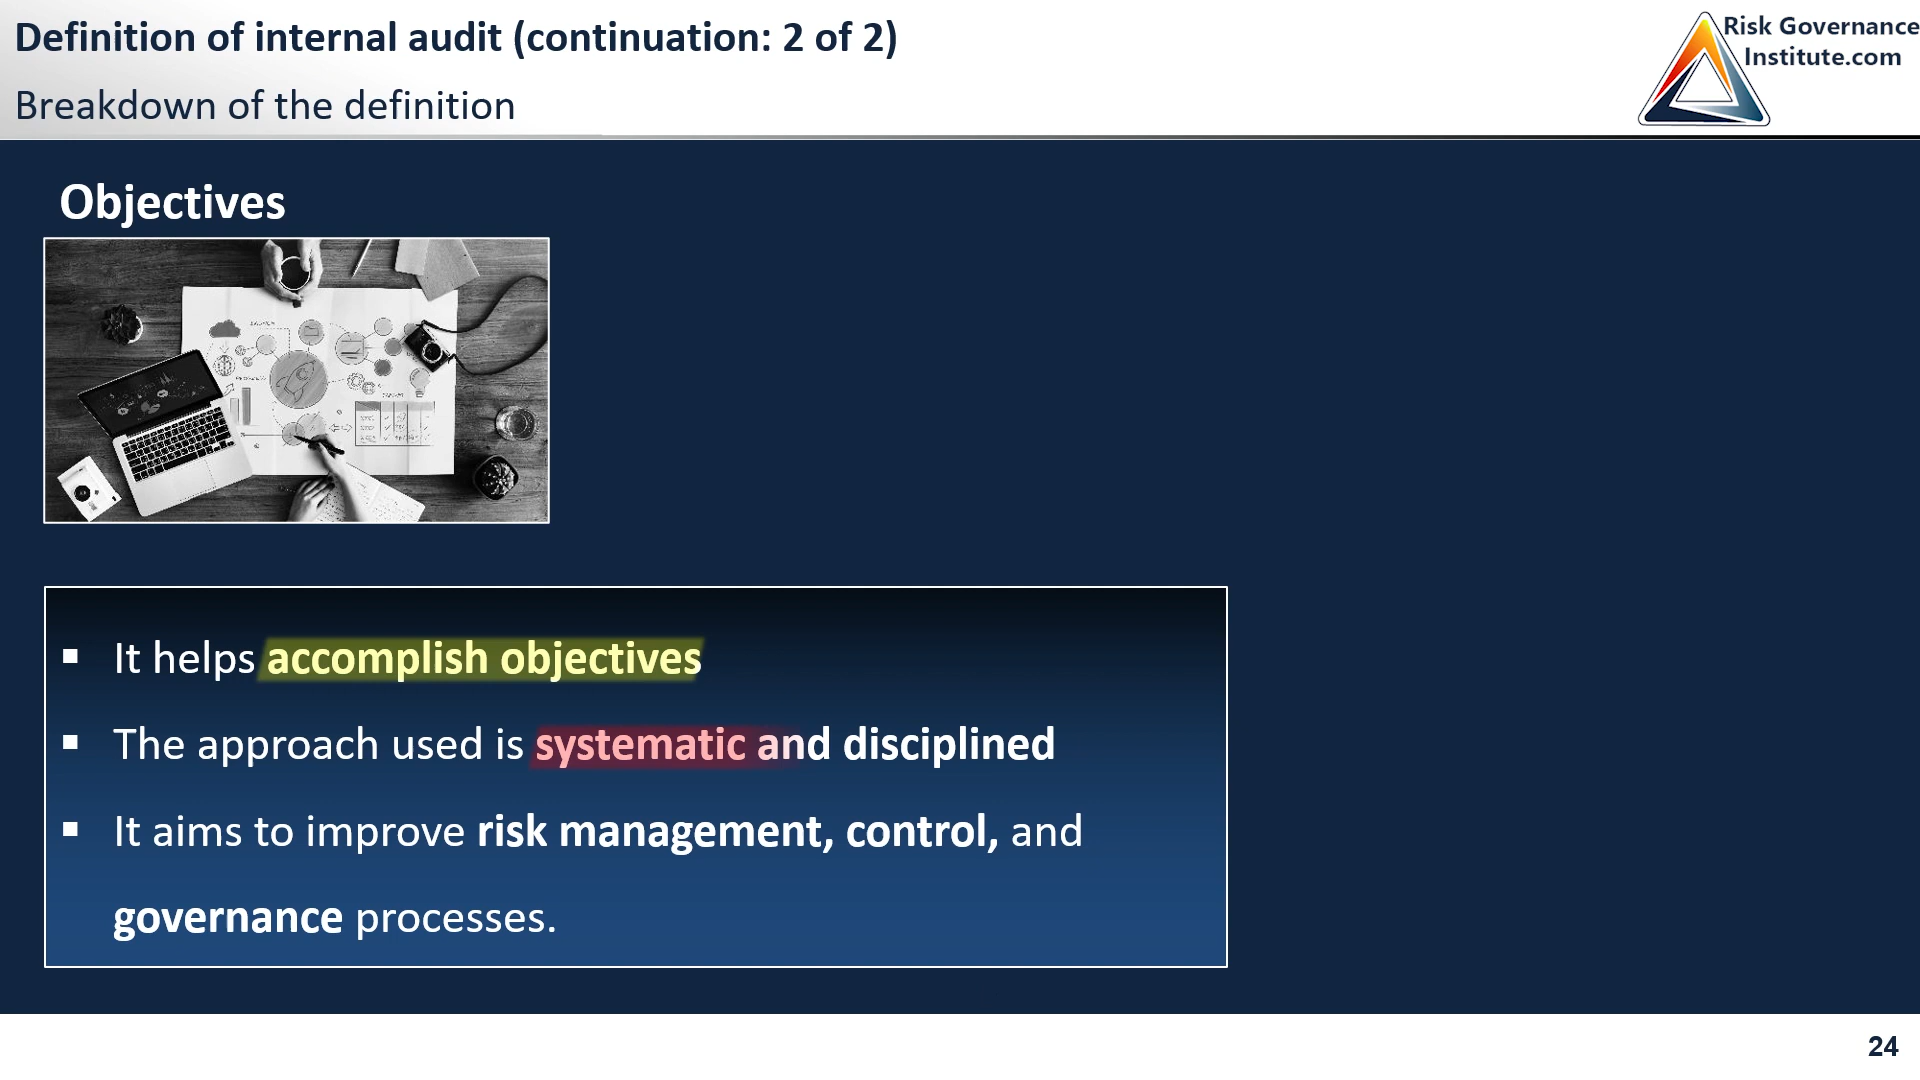 Definition of internal audit (continuation: 2 of 2)
Breakdown of the definition
Risk Governance
Institute.com
Objectives
▪ It helps accomplish objectives
▪ The approach used is systematic and disciplined
▪ It aims to improve risk management, control, and
governance processes.
24